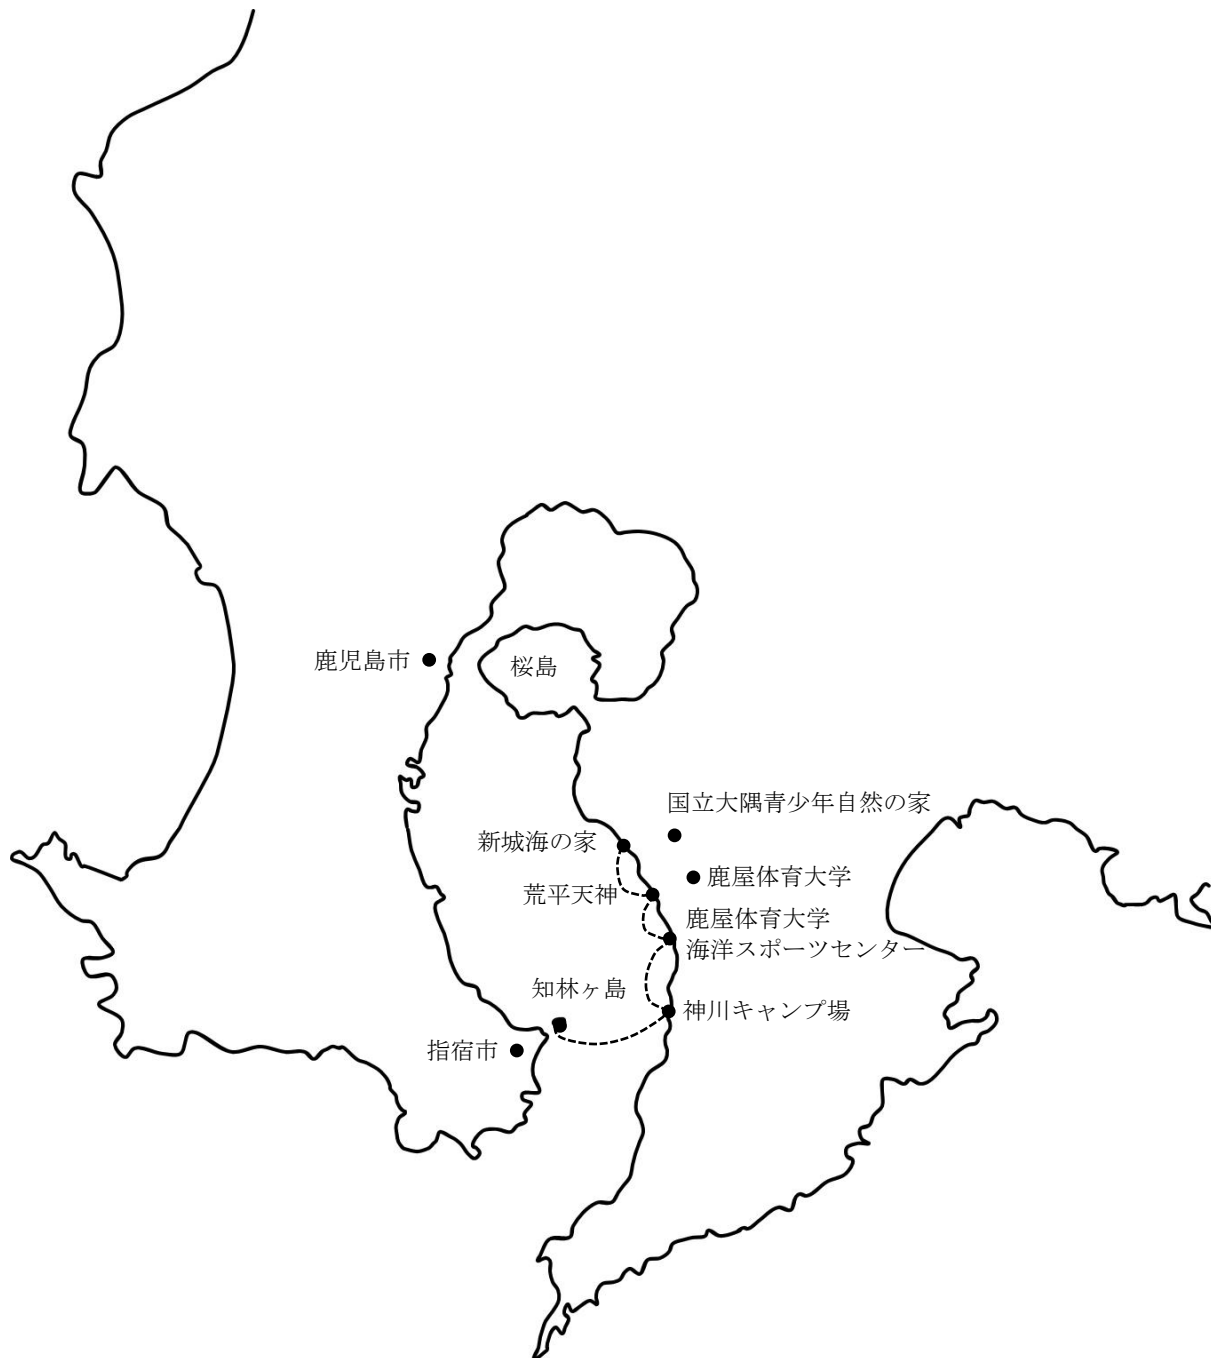 鹿児島市
桜島
国立大隅青少年自然の家
新城海の家
鹿屋体育大学
荒平天神
鹿屋体育大学
海洋スポーツセンター
知林ヶ島
神川キャンプ場
指宿市